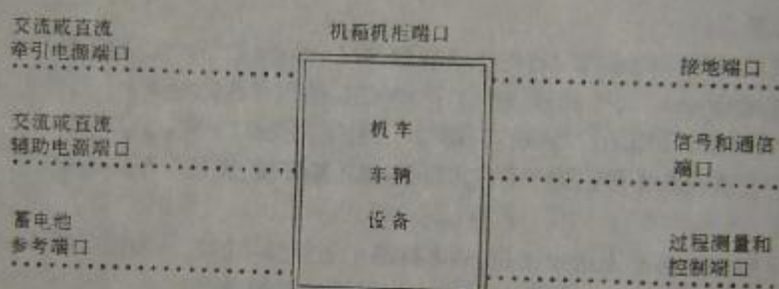 交流或直流
牵引电源端口
机箱机柜端口
接地端口
交流或直流
辅助电源端口
机车
车辆
设备
信号和通信
端口
蓄电池
参考端口
过程测量和
控制端口